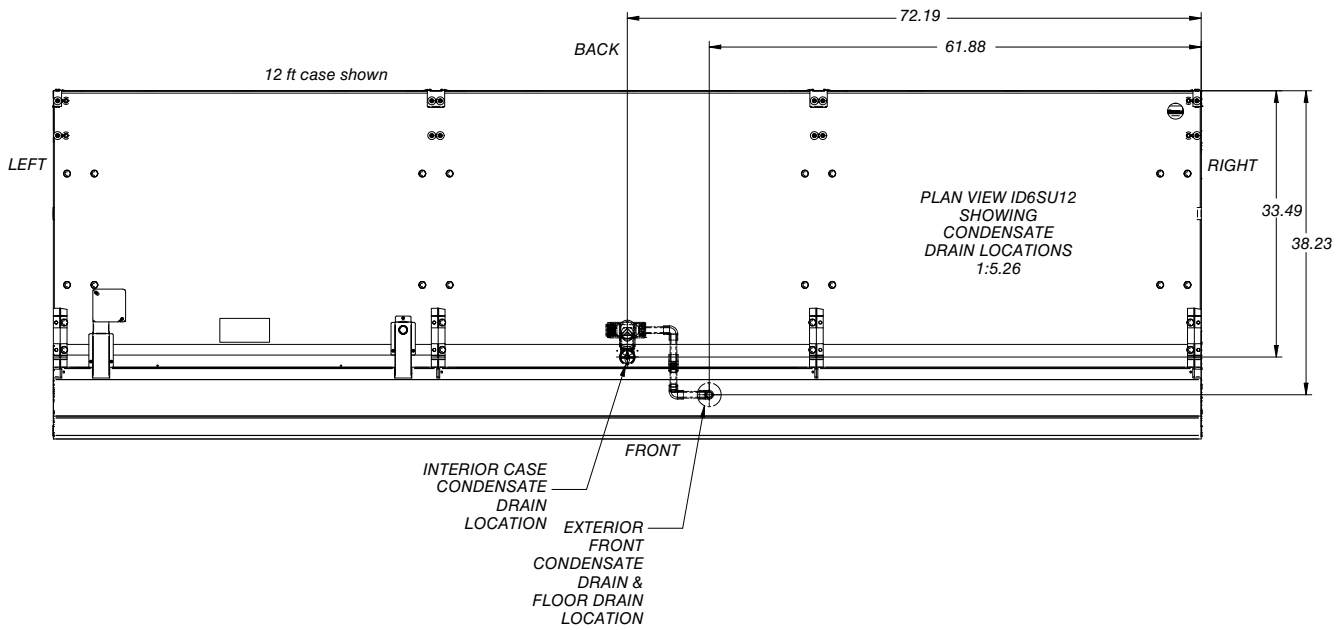 72.19
BACK
61.88
12 ft case shown
LEFT
RIGHT
PLAN VIEW ID6SU12
SHOWING
CONDENSATE
DRAIN LOCATIONS
1:5.26
33.49
38.23
FRONT
INTERIOR CASE
CONDENSATE
DRAIN
LOCATION
EXTERIOR
FRONT
CONDENSATE
DRAIN &
FLOOR DRAIN
LOCATION